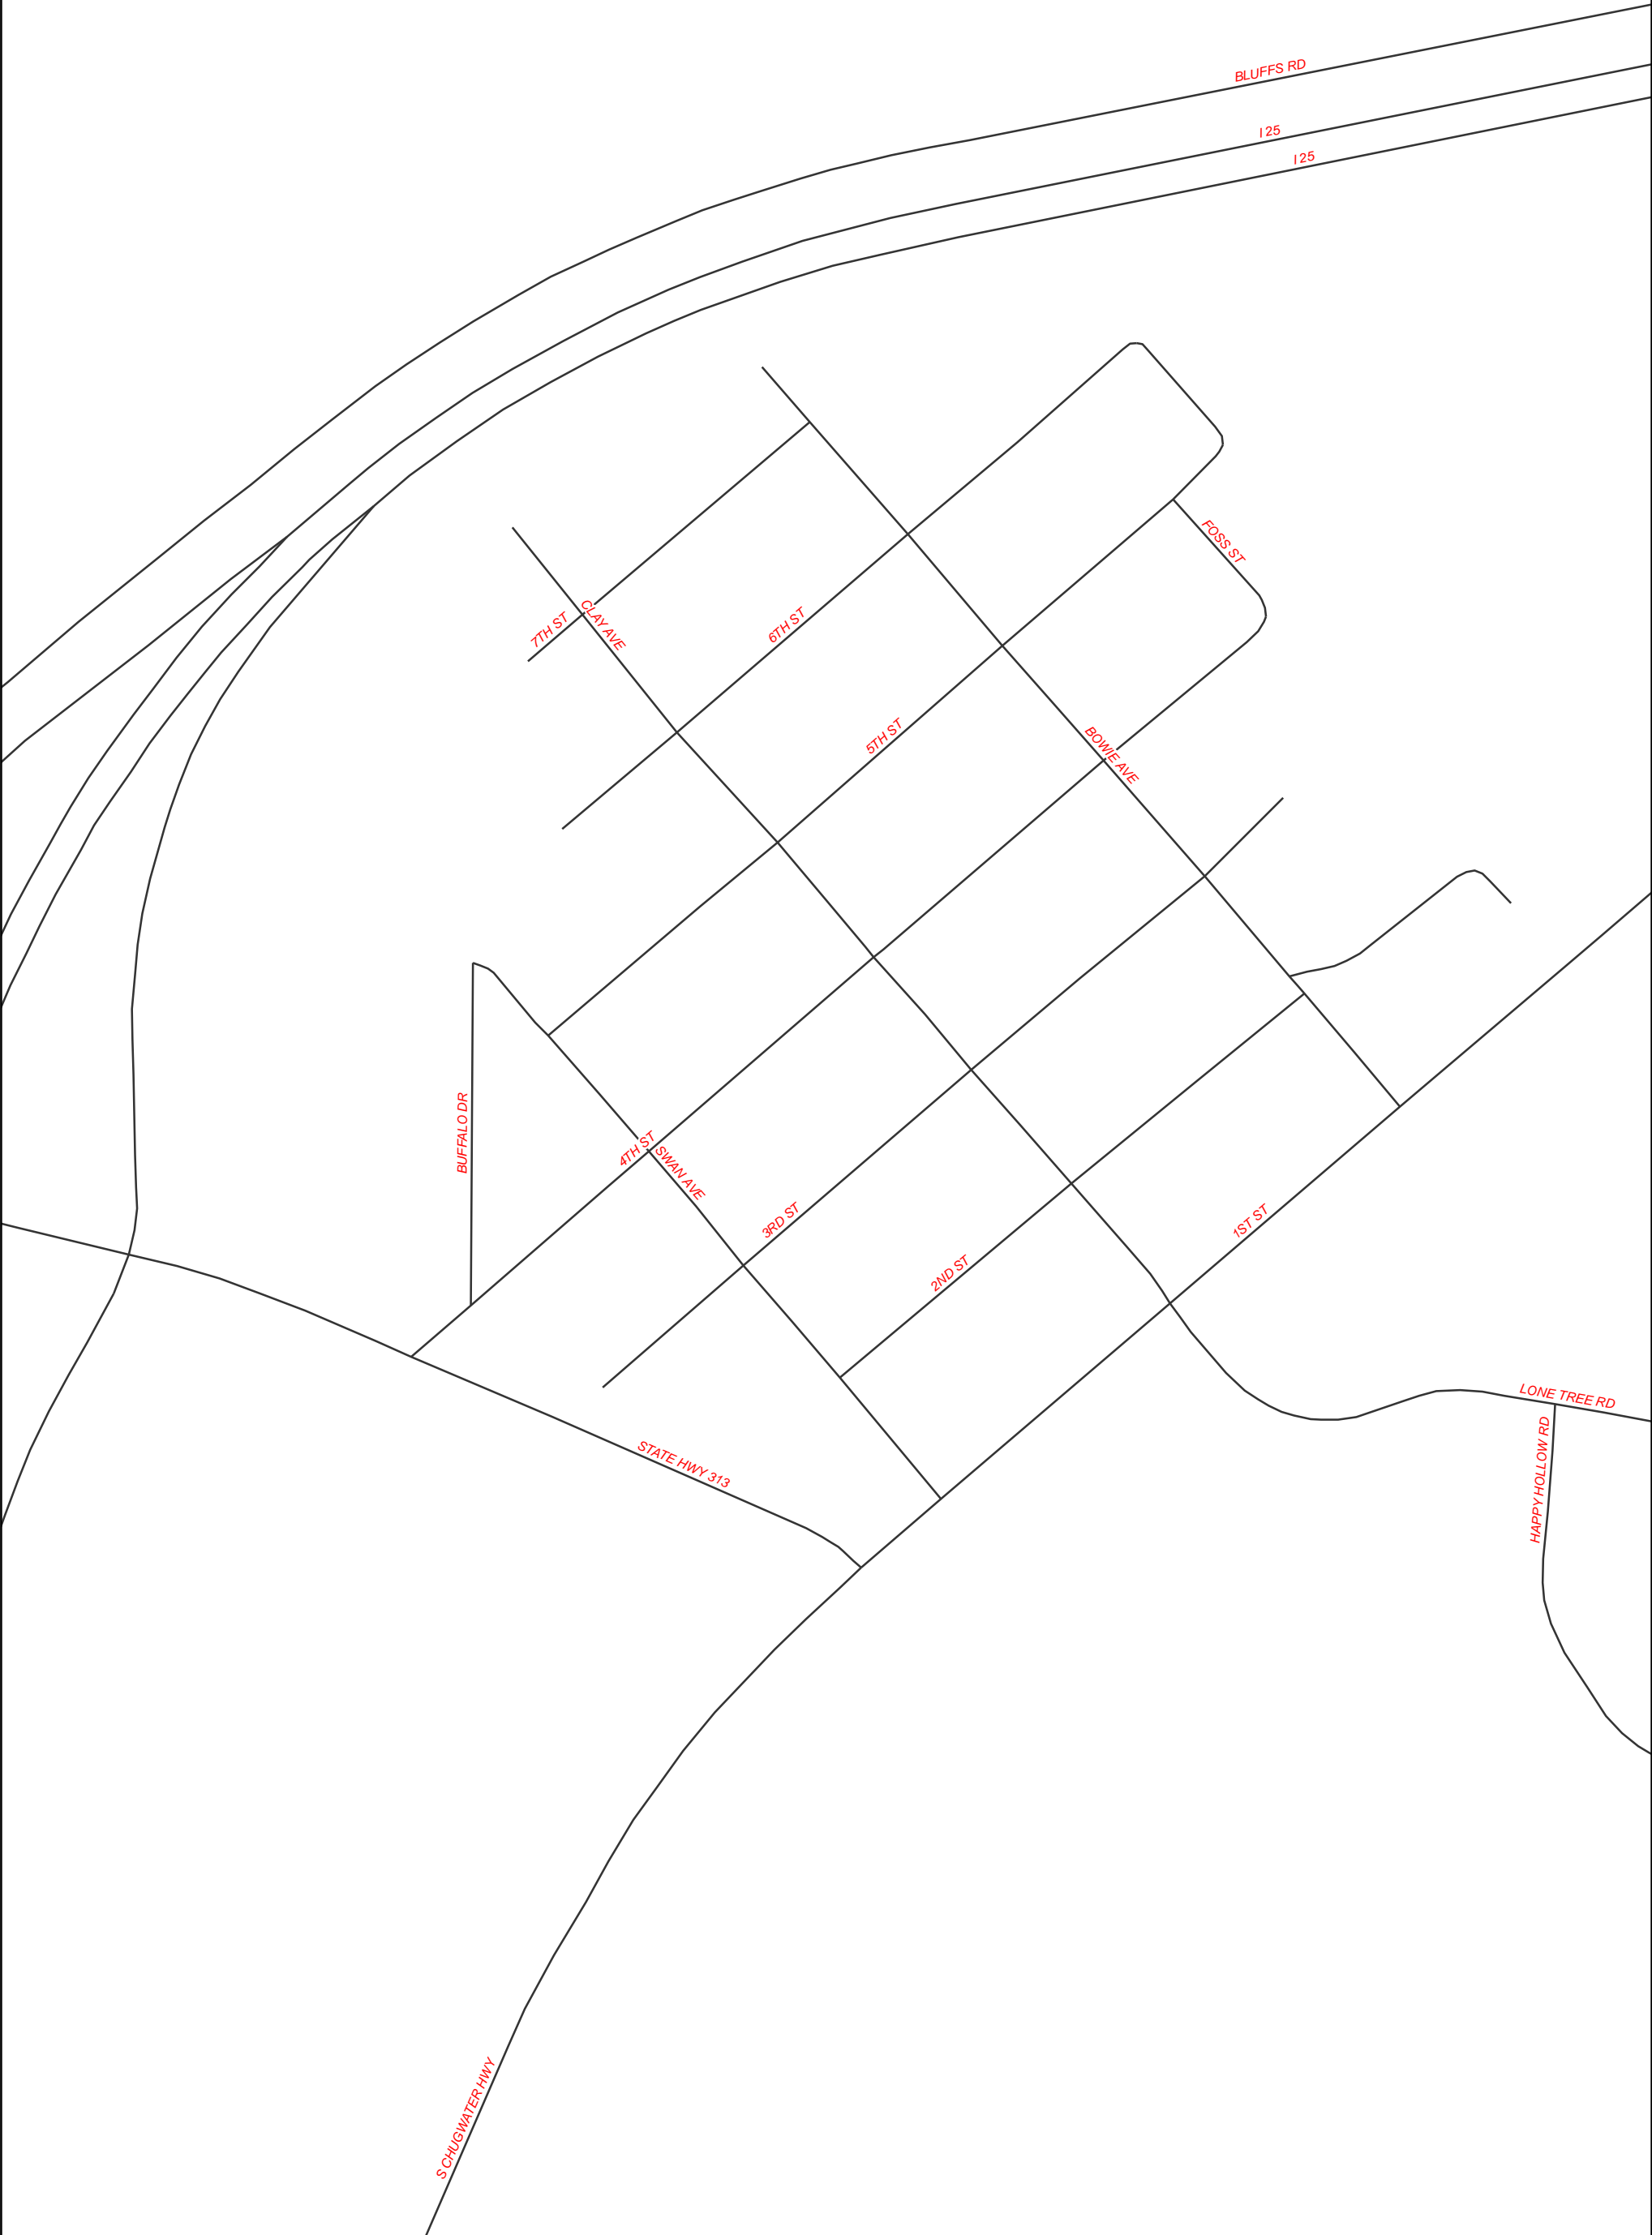 BLUFFS RD
I 25
I 25
FOSS ST
7TH ST
CLAY AVE
6TH ST
5TH ST
BOWIE AVE
BUFFALO DR
4TH ST
SWAN AVE
3RD ST
1ST ST
2ND ST
LONE TREE RD
STATE HWY 313
HAPPY HOLLOW RD
S CHUGWATER HWY